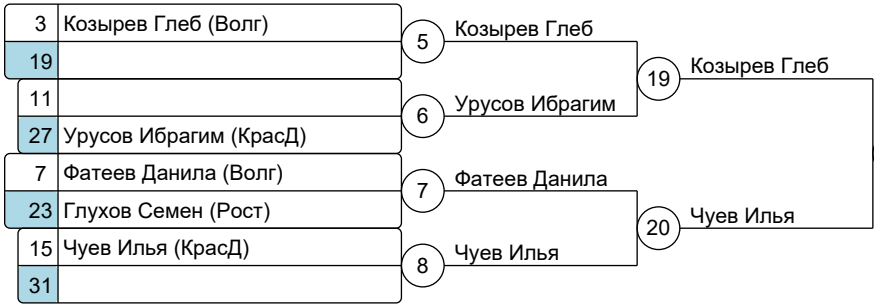 3 Козырев Глеб (Волг)
19
11
27 Урусов Ибрагим (КрасД)
7 Фатеев Данила (Волг)
23 Глухов Семен (Рост)
15 Чуев Илья (КрасД)
31
5 Козырев Глеб
6 Урусов Ибрагим
7 Фатеев Данила
8 Чуев Илья
19 Козырев Глеб
20 Чуев Илья